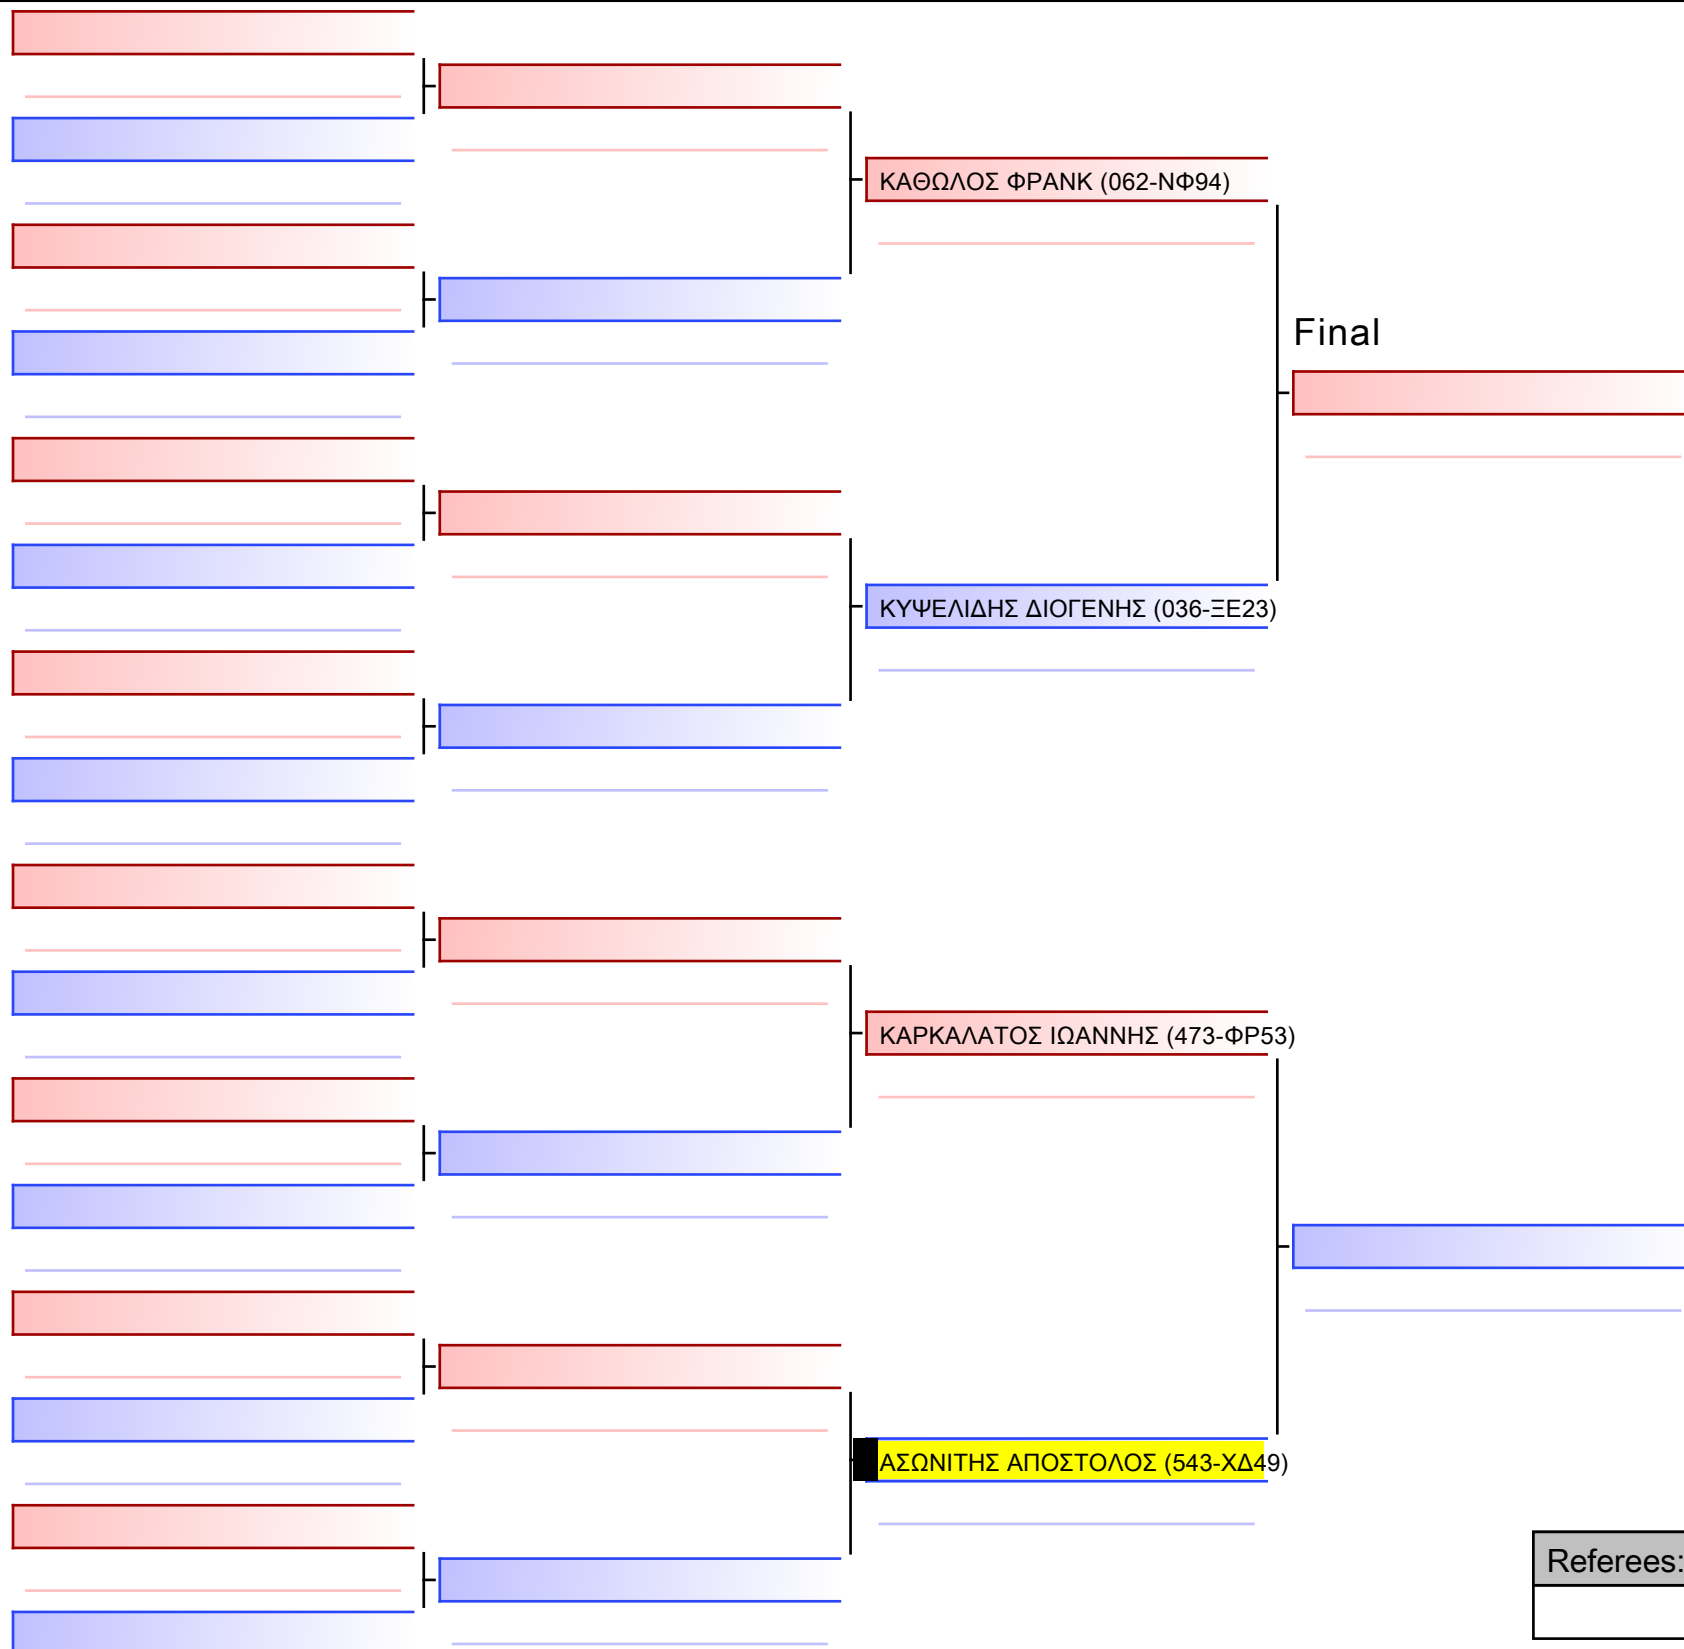 ΚΑΘΩΛΟΣ ΦΡΑΝΚ (062-ΝΦ94)
Final
ΚΥΨΕΛΙΔΗΣ ΔΙΟΓΕΝΗΣ (036-ΞΕ23)
ΚΑΡΚΑΛΑΤΟΣ ΙΩΑΝΝΗΣ (473-ΦΡ53)
ΑΣΩΝΙΤΗΣ ΑΠΟΣΤΟΛΟΣ (543-ΧΔ49)
Referees: